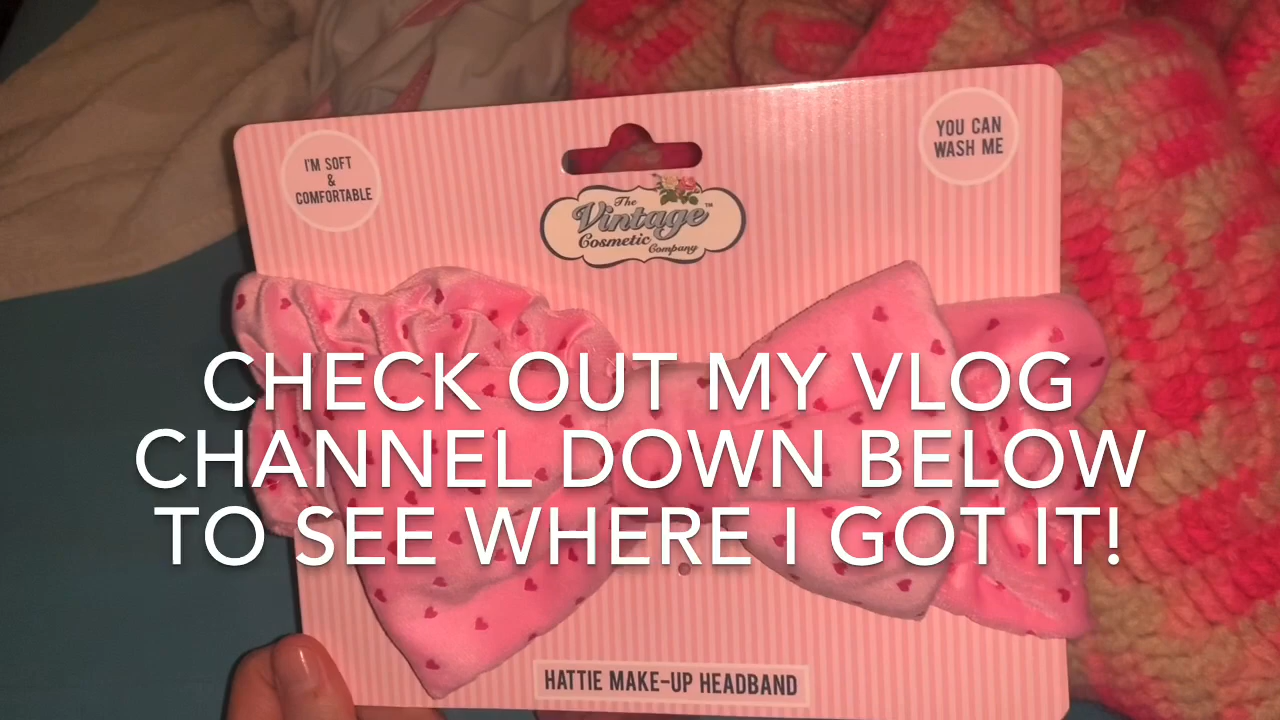 I'M SOFT
&
COMFORTABLE
YOU CAN
WASH ME
The
Vintage™
Cosmetic Company
CHECK OUT MY VLOG
CHANNEL DOWN BELOW
TO SEE WHERE I GOT IT!
HATTIE MAKE-UP HEADBAND